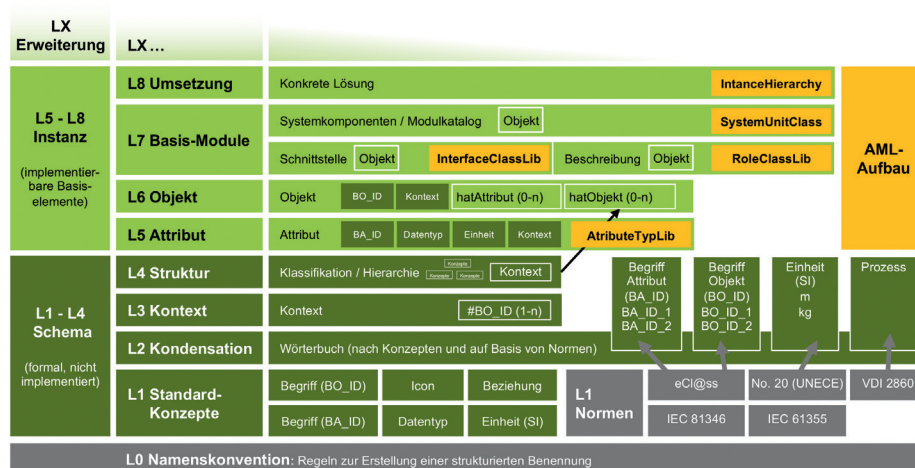 LX
Erweiterung
LX...
L5 - L8
Instanz
(implementier-
bare Basis-
elemente)
L8 Umsetzung
Konkrete Lösung
IntanceHierarchy
L7 Basis-Module
Systemkomponenten / Modulkatalog
Objekt
SystemUnitClass
Schnittstelle
Objekt
InterfaceClassLib
Beschreibung
Objekt
RoleClassLib
L6 Objekt
Objekt
BO_ID
Kontext
hatAttribut (0-n)
hatObjekt (0-n)
L5 Attribut
Attribut
BA_ID
Datentyp
Einheit
Kontext
AtributeTypLib
AML-
Aufbau
L1 - L4
Schema
(formal, nicht
implementiert)
L4 Struktur
Klassifikation / Hierarchie
Konzepte
Konzepte
Konzepte
Kontext
L3 Kontext
Kontext
#BO_ID (1-n)
L2 Kondensation
Wörterbuch (nach Konzepten und auf Basis von Normen)
Begriff
Attribut
(BA_ID)
BA_ID_1
BA_ID_2
Begriff
Objekt
(BO_ID)
BO_ID_1
BO_ID_2
Einheit
(SI)
m
kg
Prozess
L1 Standard-
Konzepte
Begriff (BO_ID)
Icon
Beziehung
Begriff (BA_ID)
Datentyp
Einheit (SI)
L1
Normen
eCl@ss
No. 20 (UNECE)
VDI 2860
IEC 81346
IEC 61355
L0 Namenskonvention: Regeln zur Erstellung einer strukturierten Benennung